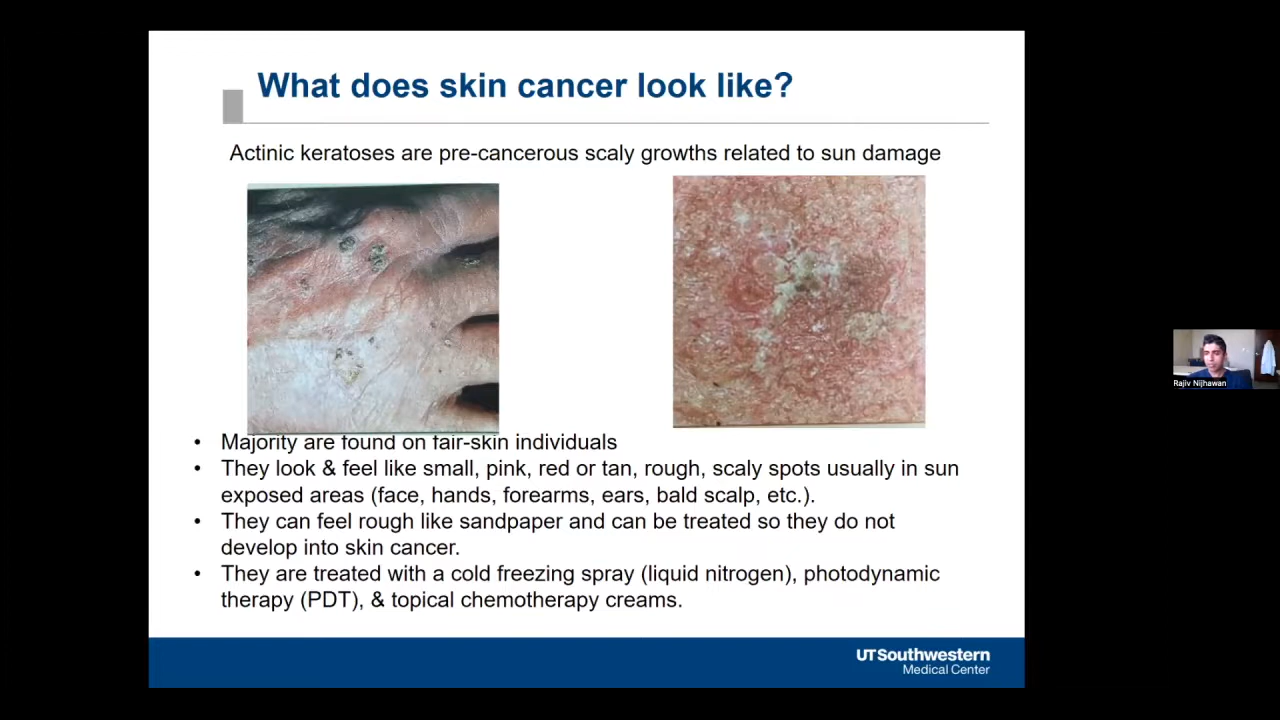 What does skin cancer look like?
Actinic keratoses are pre-cancerous scaly growths related to sun damage
• Majority are found on fair-skin individuals
• They look & feel like small, pink, red or tan, rough, scaly spots usually in sun
exposed areas (face, hands, forearms, ears, bald scalp, etc.).
• They can feel rough like sandpaper and can be treated so they do not
develop into skin cancer.
• They are treated with a cold freezing spray (liquid nitrogen), photodynamic
therapy (PDT), & topical chemotherapy creams.
UTSouthwestern
Medical Center
Rajiv Nijhawan